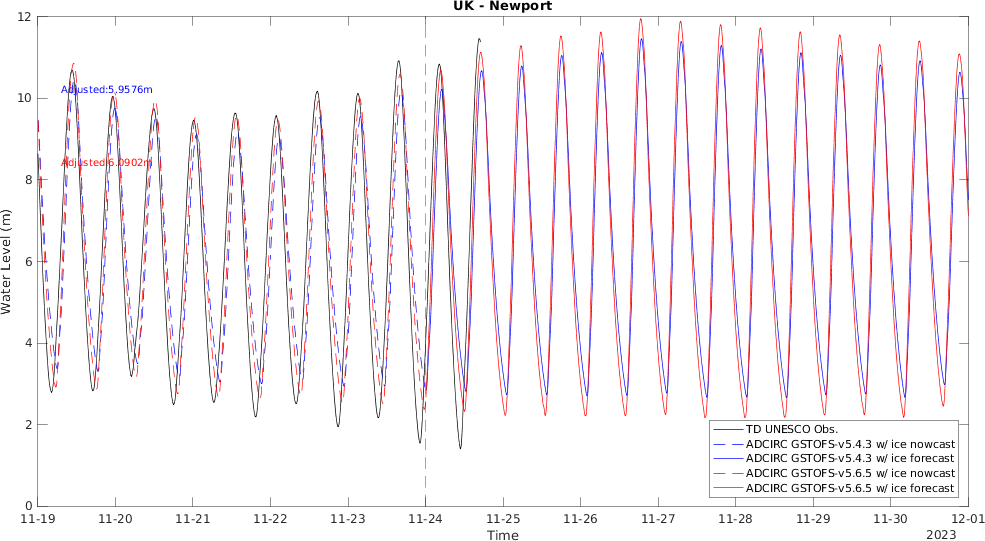 UK - Newport
12
10
8
6
4
2
0
Water Level (m)
Adjusted:5.9576m
Adjusted:6.0902m
TD UNESCO Obs.
ADCIRC GSTOFS-v5.4.3 w/ ice nowcast
ADCIRC GSTOFS-v5.4.3 w/ ice forecast
ADCIRC GSTOFS-v5.6.5 w/ ice nowcast
ADCIRC GSTOFS-v5.6.5 w/ ice forecast
11-19 11-20 11-21 11-22 11-23 11-24 11-25 11-26 11-27 11-28 11-29 11-30 12-01
Time 2023